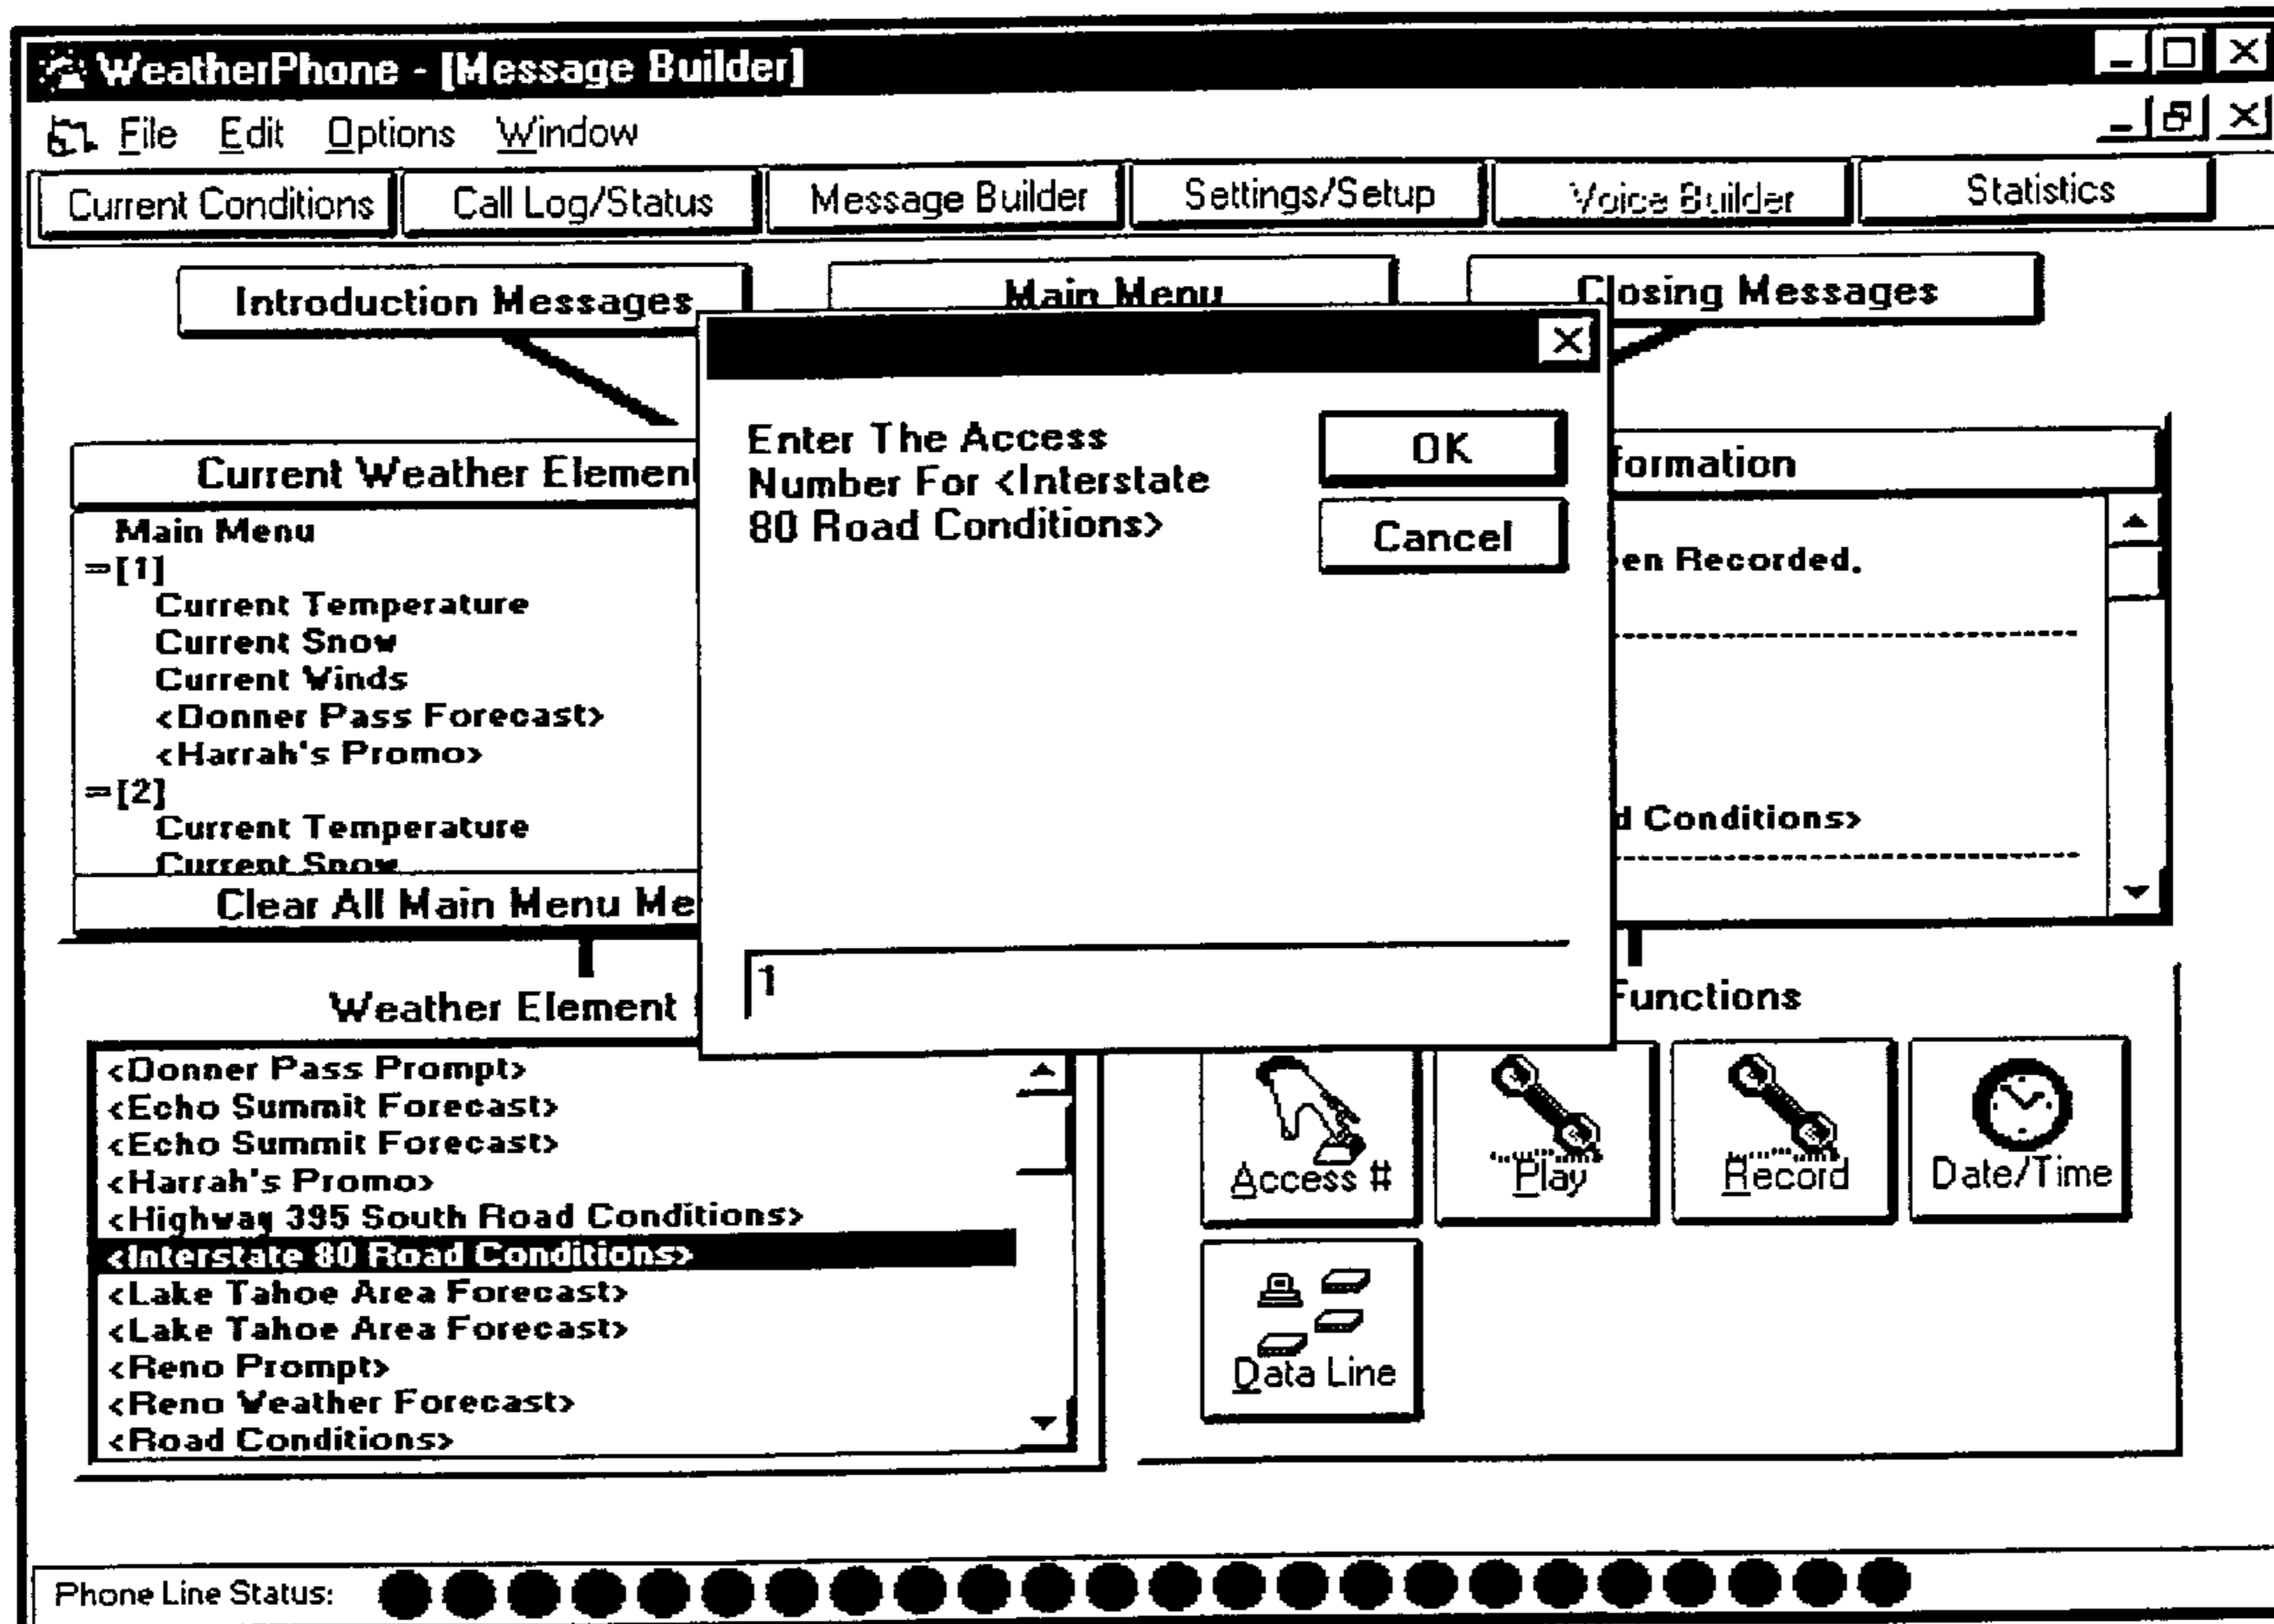 WeatherPhone - [Message Builder]
File Edit Options Window
Current Conditions Call Log/Status Message Builder Settings/Setup Voice Builder Statistics
Introduction Messages Main Menu Closing Messages
Enter The Access
Number For <Interstate
80 Road Conditions>
OK
Cancel
1
Current Weather Element
Main Menu
=[1]
Current Temperature
Current Snow
Current Winds
<Donner Pass Forecast>
<Harrah's Promo>
=[2]
Current Temperature
Current Snow
Clear All Main Menu Me
formation
en Recorded.
d Conditions>
Weather Element
<Donner Pass Prompt>
<Echo Summit Forecast>
<Echo Summit Forecast>
<Harrah's Promo>
<Highway 395 South Road Conditions>
<Interstate 80 Road Conditions>
<Lake Tahoe Area Forecast>
<Lake Tahoe Area Forecast>
<Reno Prompt>
<Reno Weather Forecast>
<Road Conditions>
Functions
Access # Play Record Date/Time
Data Line
Phone Line Status: